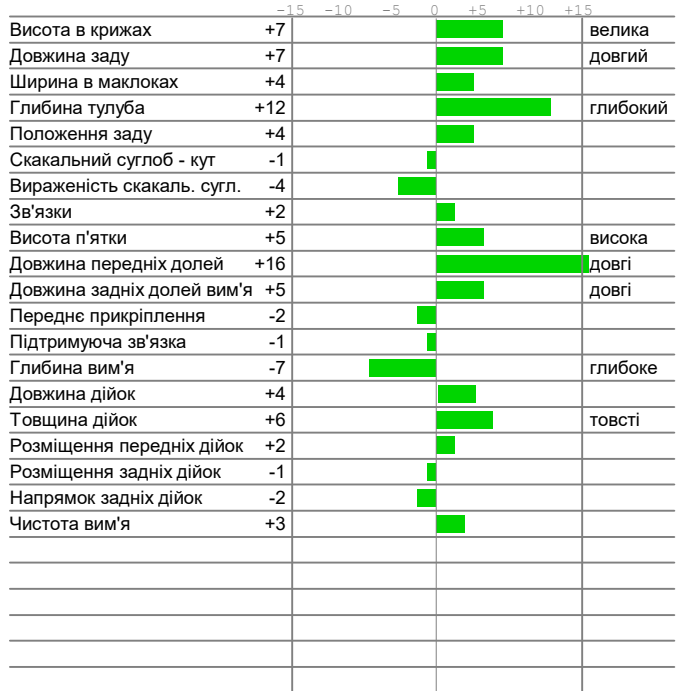 -15 -10 -5 0 +5 +10 +15
Висота в крижах +7 велика
Довжина заду +7 довгий
Ширина в маклоках +4
Глибина тулуба +12 глибокий
Положення заду +4
Скакальний суглоб - кут -1
Вираженість скакаль. сугл. -4
Зв'язки +2
Висота п'ятки +5 висока
Довжина передніх долей +16 довгі
Довжина задніх долей вим'я +5 довгі
Переднє прикріплення -2
Підтримуюча зв'язка -1
Глибина вим'я -7 глибоке
Довжина дійок +4
Товщина дійок +6 товсті
Розміщення передніх дійок +2
Розміщення задніх дійок -1
Напрямок задніх дійок -2
Чистота вим'я +3